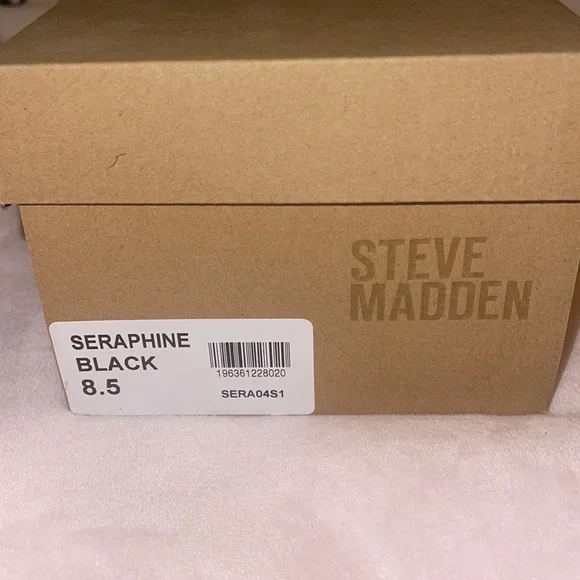 STEVE
MADDEN
SERAPHINE
BLACK
8.5
196361228020
SERA04S1